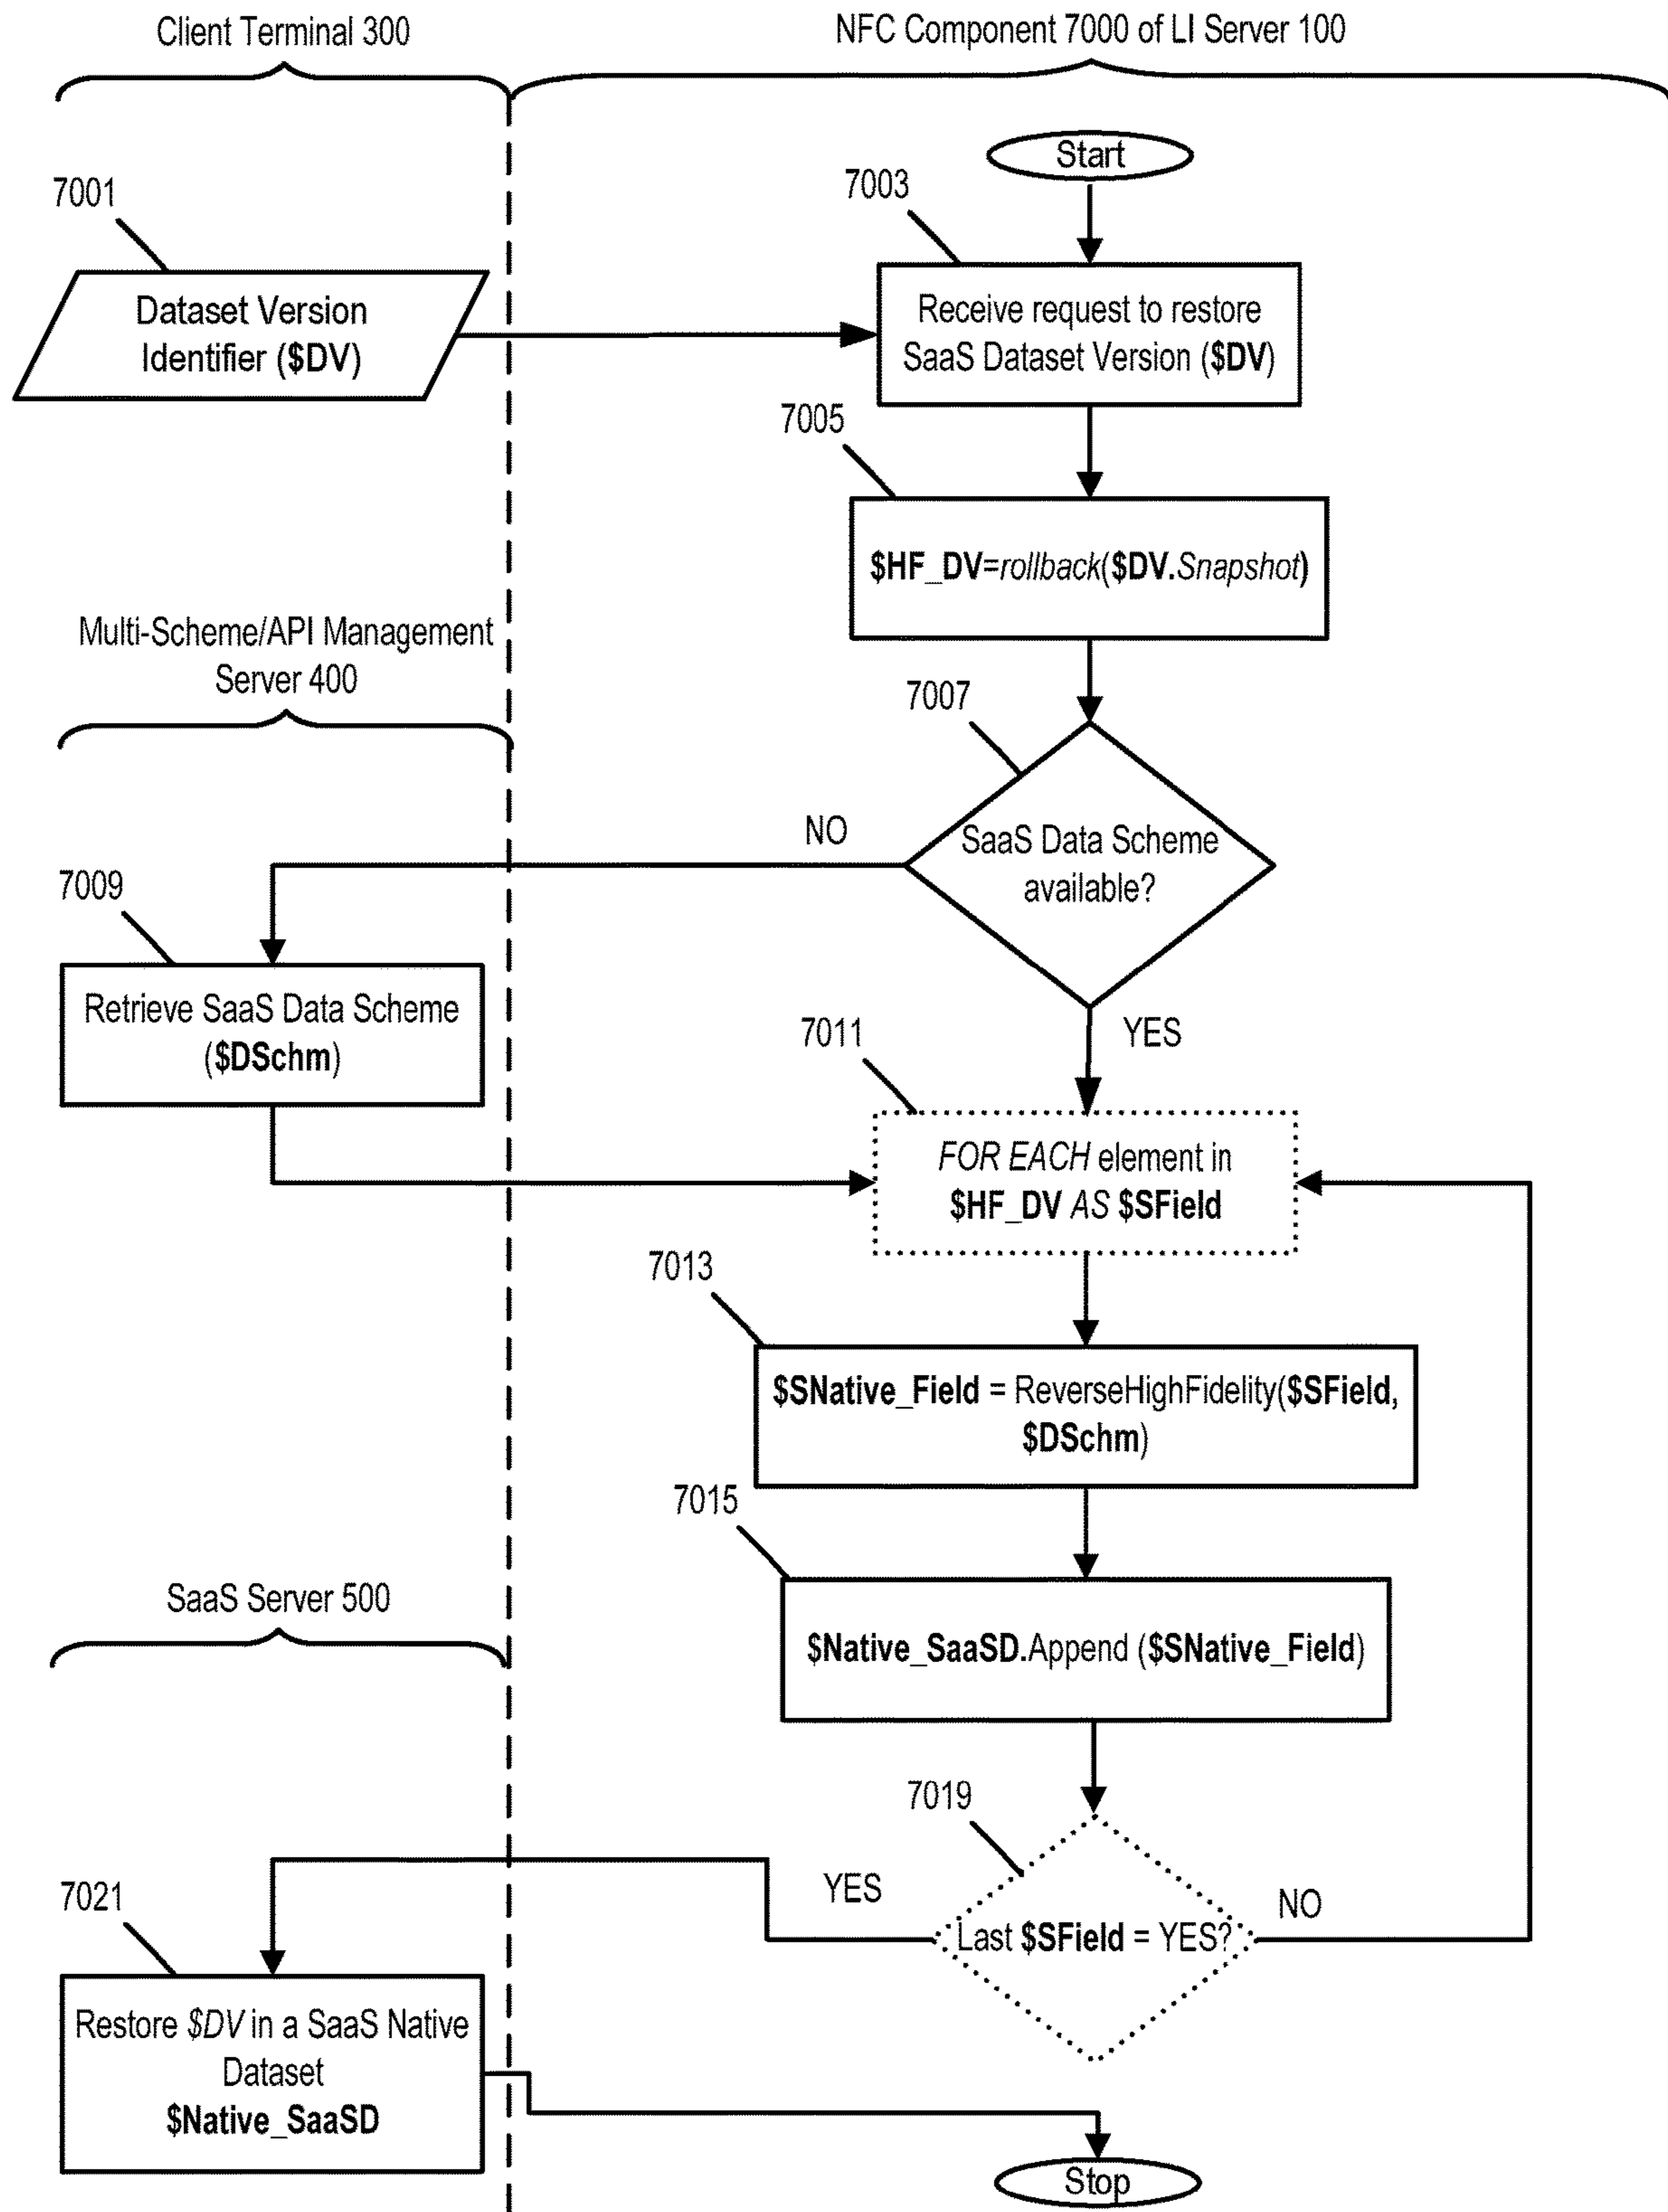 Client Terminal 300
NFC Component 7000 of LI Server 100
Start
7001
7003
Dataset Version
Identifier ($DV)
Receive request to restore
SaaS Dataset Version ($DV)
7005
$HF_DV=rollback($DV.Snapshot)
Multi-Scheme/API Management
Server 400
7007
NO
SaaS Data Scheme
available?
7009
Retrieve SaaS Data Scheme
($DSchm)
YES
7011
FOR EACH element in
$HF_DV AS $SField
7013
$SNative_Field = ReverseHighFidelity($SField,
$DSchm)
7015
$Native_SaaSD.Append ($SNative_Field)
SaaS Server 500
7019
YES
NO
Last $SField = YES?
7021
Restore $DV in a SaaS Native
Dataset
$Native_SaaSD
Stop